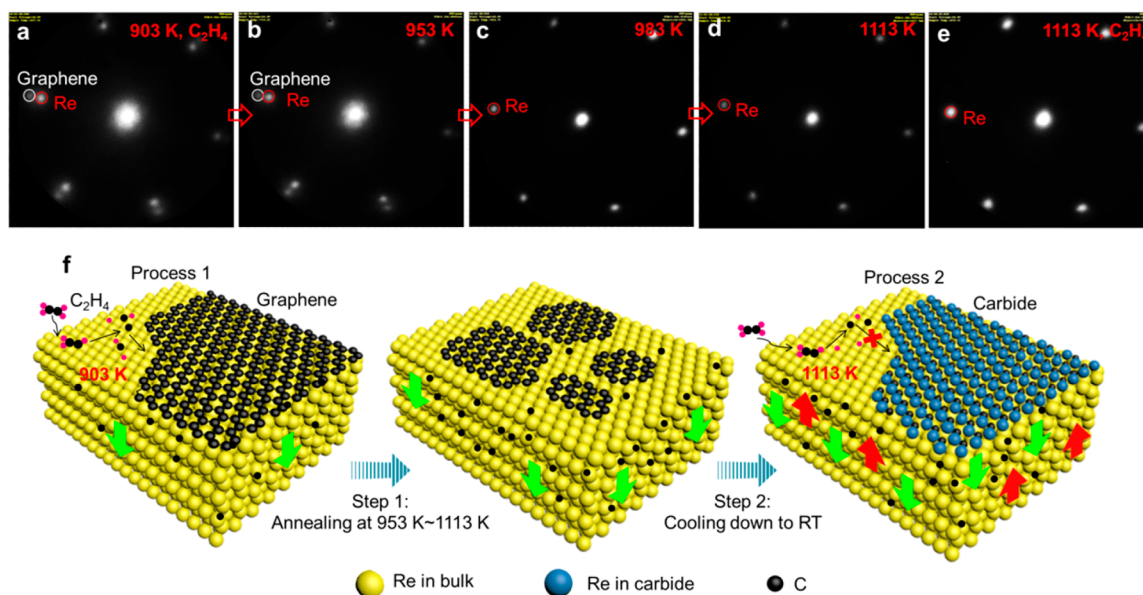 a
903 K, C₂H₄
Graphene
Re
b
953 K
Graphene
Re
c
983 K
Re
d
1113 K
Re
e
1113 K, C₂H
Re
f
Process 1
C₂H₄
Graphene
903 K
Process 2
Carbide
1113 K
Step 1:
Annealing at 953 K~1113 K
Step 2:
Cooling down to RT
Re in bulk
Re in carbide
C